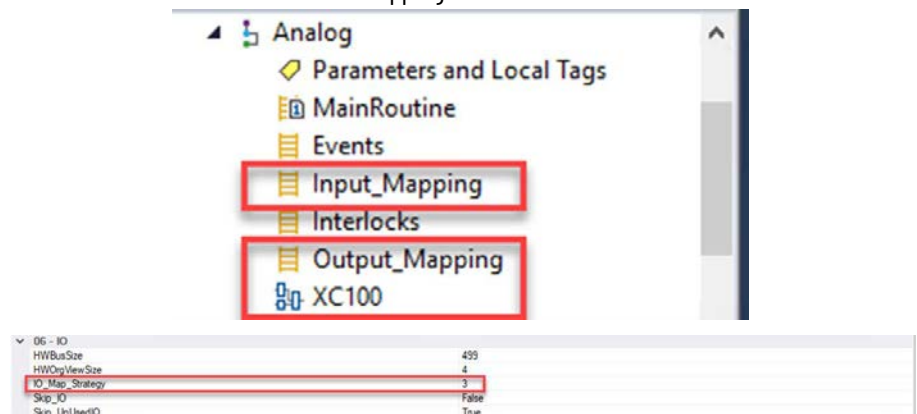 Analog
Parameters and Local Tags
MainRoutine
Events
Input_Mapping
Interlocks
Output_Mapping
XC100
06 - IO
HWBusSize 499
HWOrgViewSize 4
IO_Map_Strategy 3
Skip_IO False
Skip_UnUsedIO True